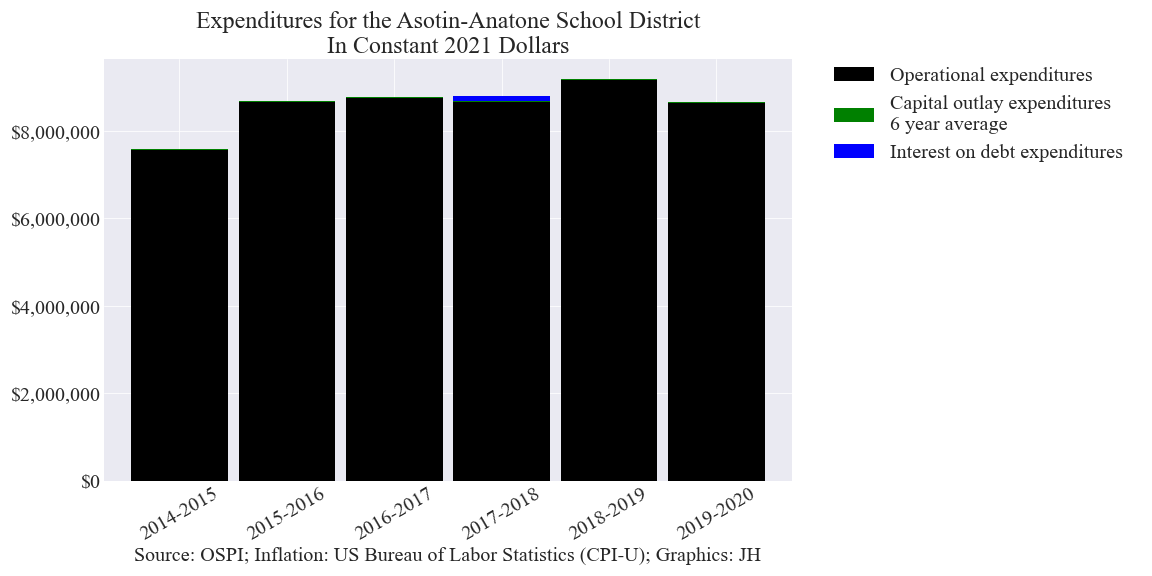 Expenditures for the Asotin-Anatone School District
In Constant 2021 Dollars
Operational expenditures
Capital outlay expenditures
6 year average
Interest on debt expenditures
$8,000,000
$6,000,000
$4,000,000
$2,000,000
$0
2014-2015
2015-2016
2016-2017
2017-2018
2018-2019
2019-2020
Source: OSPI; Inflation: US Bureau of Labor Statistics (CPI-U); Graphics: JH